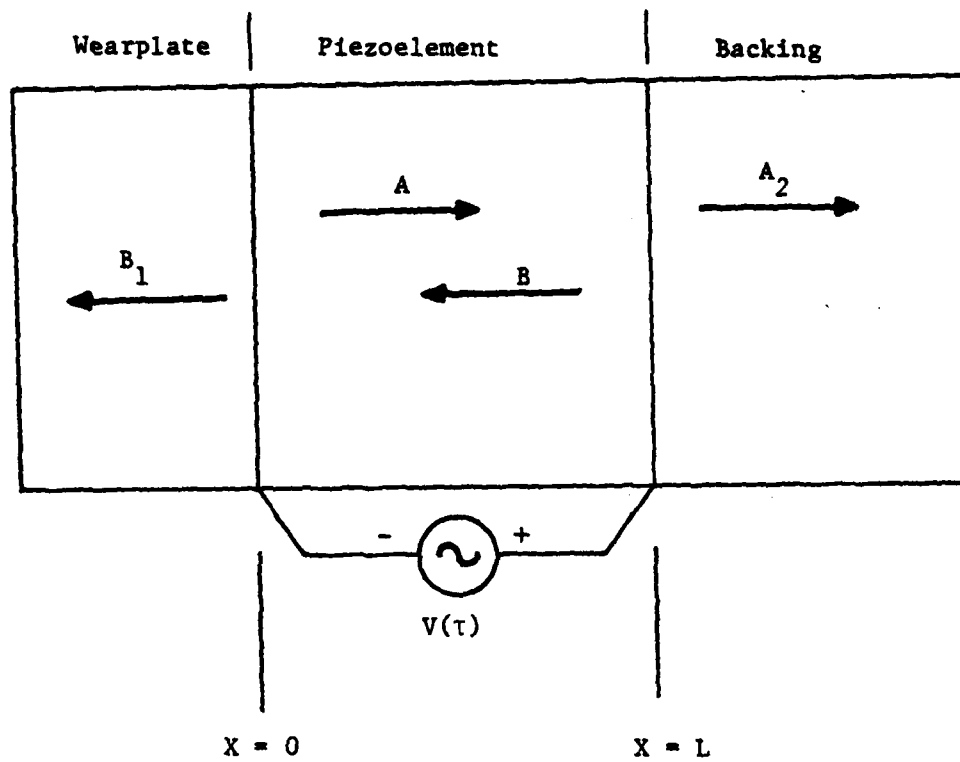 Wearplate Piezoelement Backing
A A₂
B₁ B
- +
V(τ)
X = 0 X = L